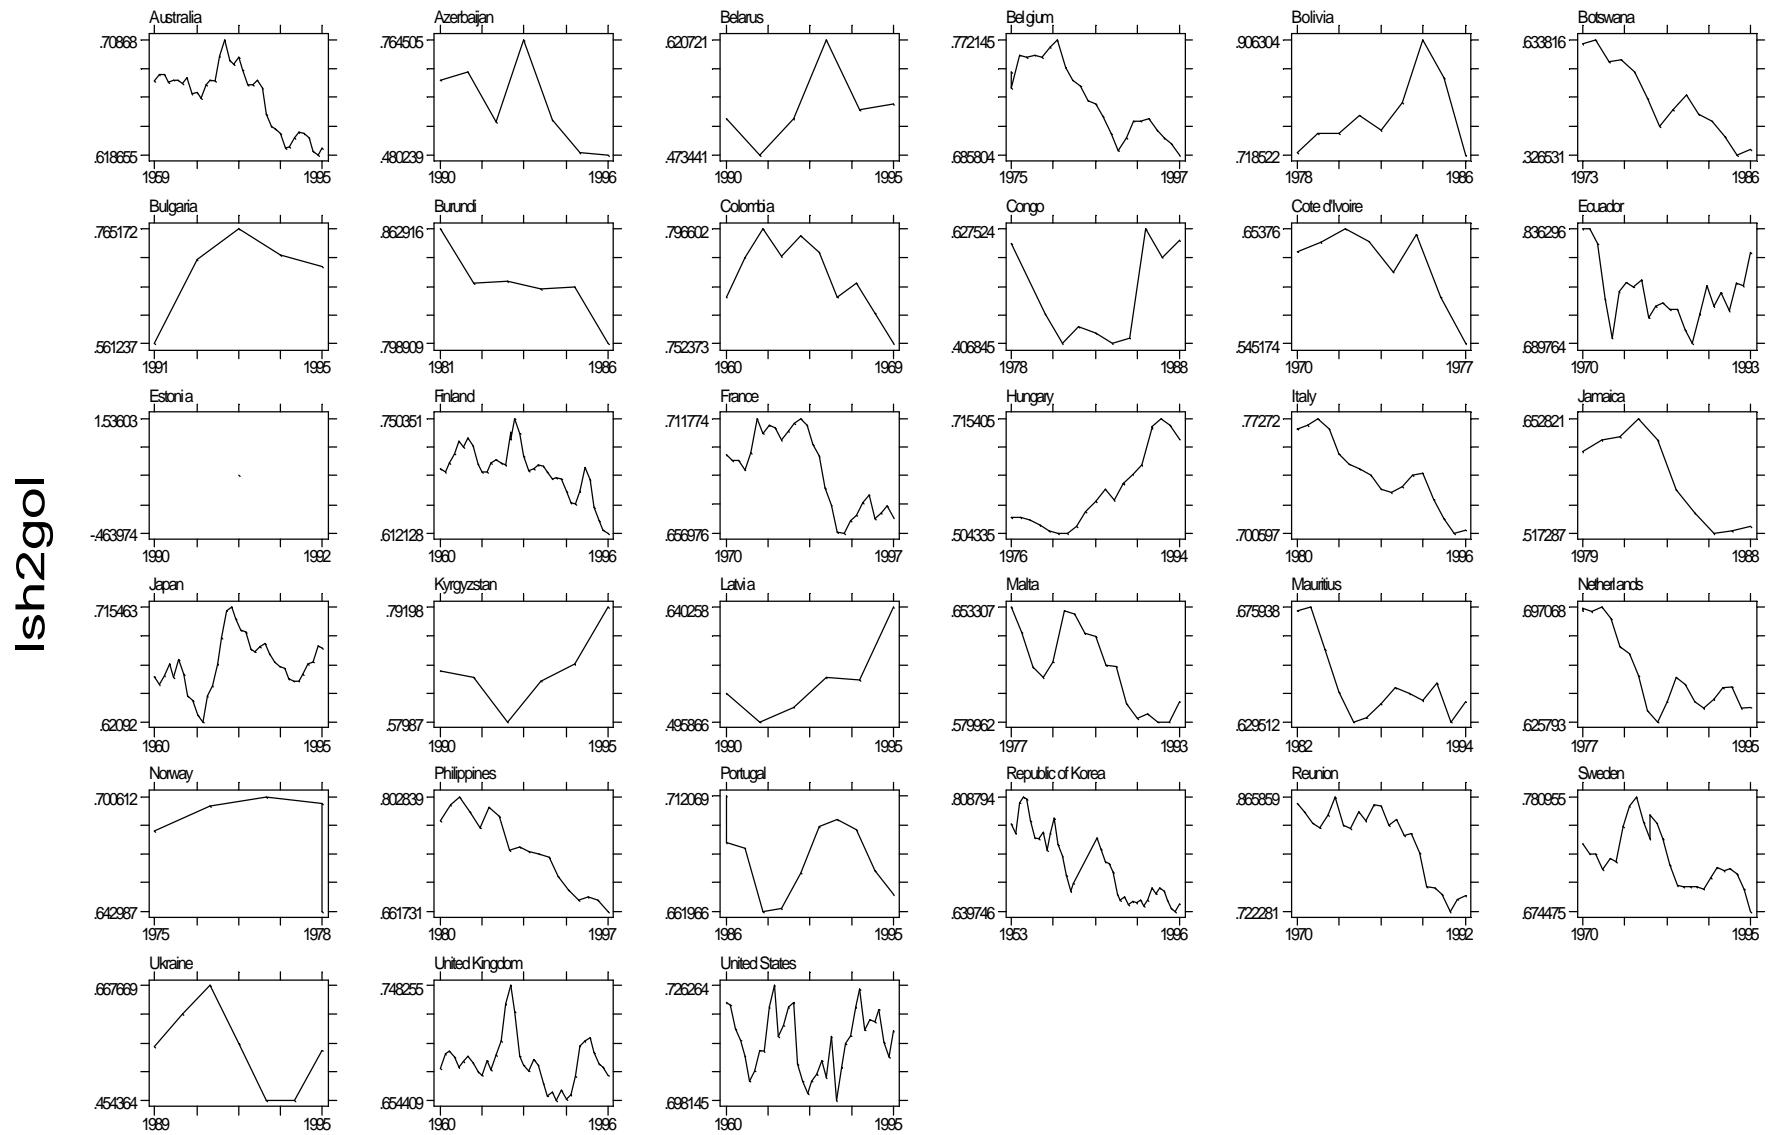 lsh2gol
Australia
.70868
.618655
1959 1995
Azerbaijan
.764505
.480239
1990 1996
Belarus
.620721
.473441
1990 1995
Belgium
.772145
.685804
1975 1997
Bolivia
.906304
.718522
1978 1986
Botswana
.633816
.326531
1973 1986
Bulgaria
.765172
.561237
1991 1995
Burundi
.862916
.798909
1981 1986
Colombia
.796602
.752373
1960 1969
Congo
.627524
.406845
1978 1988
Cote d'Ivoire
.65376
.545174
1970 1977
Ecuador
.836296
.689764
1970 1993
Estonia
1.53603
-.463974
1990 1992
Finland
.750351
.612128
1960 1996
France
.711774
.656976
1970 1997
Hungary
.715405
.504335
1976 1994
Italy
.77272
.700597
1980 1996
Jamaica
.652821
.517287
1979 1988
Japan
.715463
.62092
1960 1995
Kyrgyzstan
.79198
.57987
1990 1995
Latvia
.640258
.495866
1990 1995
Malta
.653307
.579962
1977 1993
Mauritius
.675938
.629512
1982 1994
Netherlands
.697068
.625793
1977 1995
Norway
.700612
.642987
1975 1978
Philippines
.802839
.661731
1980 1997
Portugal
.712069
.661966
1986 1995
Republic of Korea
.808794
.639746
1953 1996
Reunion
.865859
.722281
1970 1992
Sweden
.780955
.674475
1970 1995
Ukraine
.667669
.454364
1989 1995
United Kingdom
.748255
.654409
1960 1996
United States
.726264
.698145
1960 1995